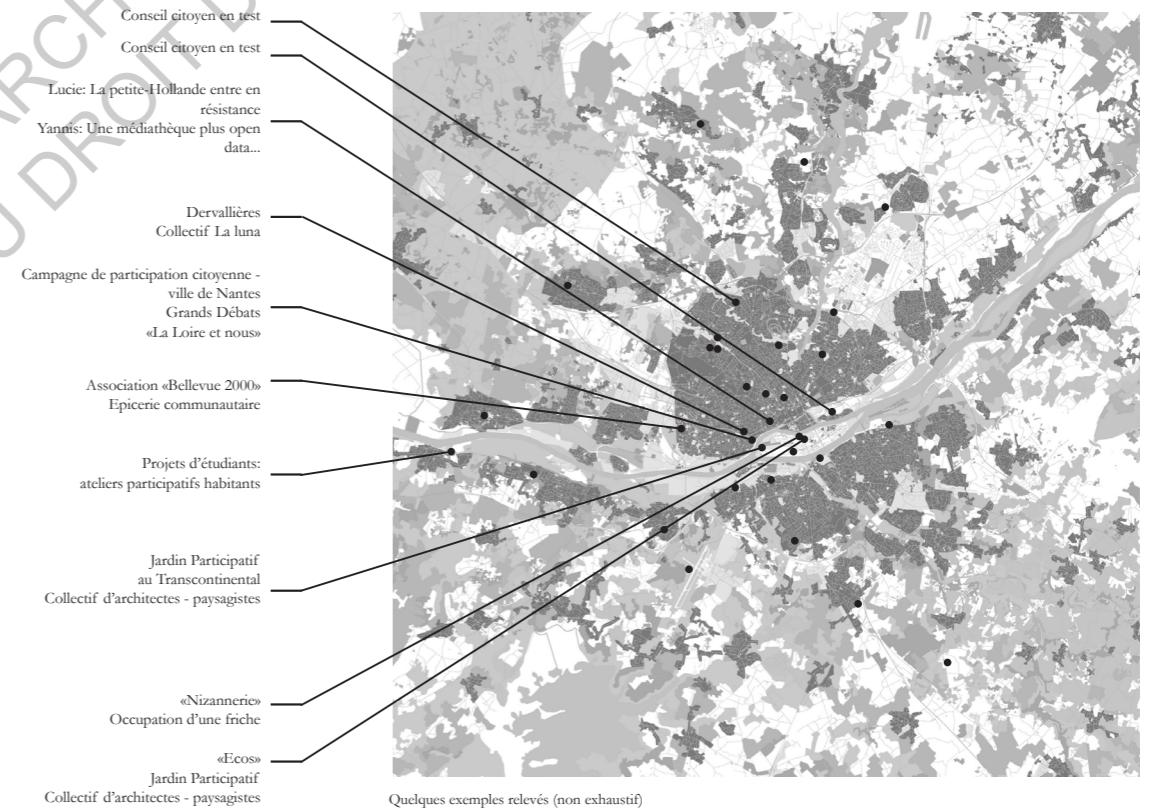 ARCH
U DROIT D
Conseil citoyen en test
Conseil citoyen en test
Lucie: La petite-Hollande entre en
résistance
Yannis: Une médiathèque plus open
data...
Dervallières
Collectif La luna
Campagne de participation citoyenne -
ville de Nantes
Grands Débats
«La Loire et nous»
Association «Bellevue 2000»
Epicerie communautaire
Projets d'étudiants:
ateliers participatifs habitants
Jardin Participatif
au Transcontinental
Collectif d'architectes - paysagistes
«Nizannerie»
Occupation d'une friche
«Ecos»
Jardin Participatif
Collectif d'architectes - paysagistes
Quelques exemples relevés (non exhaustif)